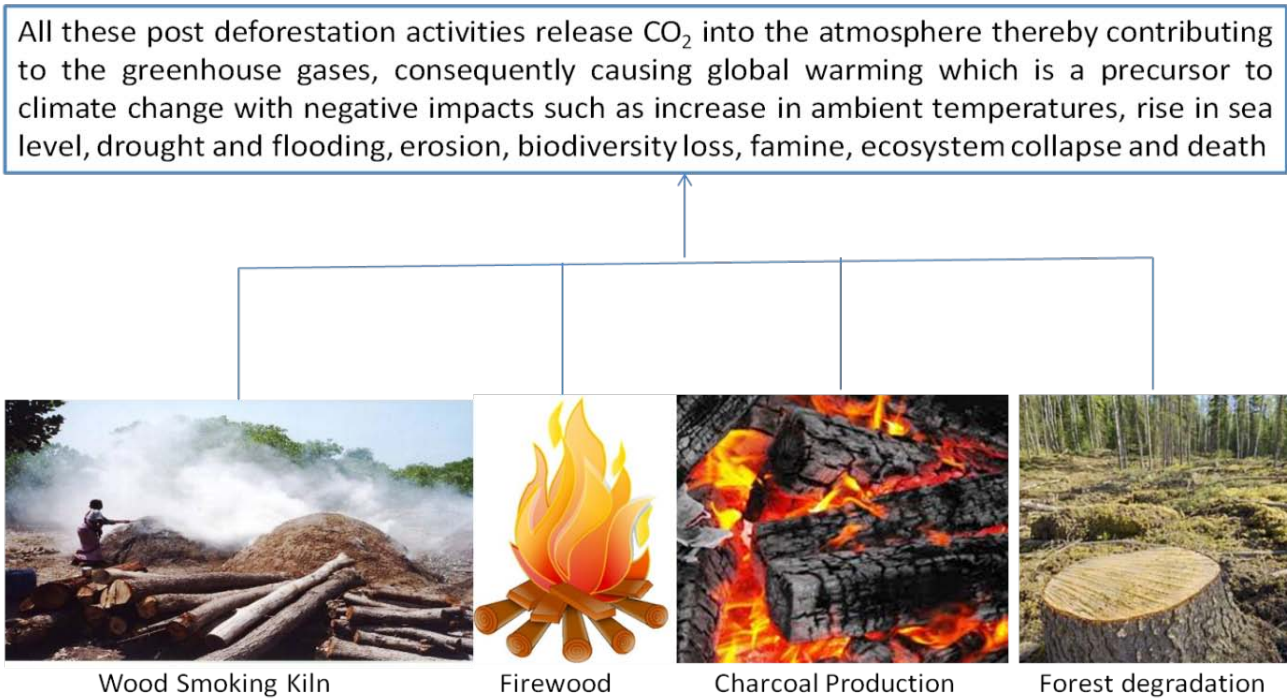 All these post deforestation activities release CO₂ into the atmosphere thereby contributing
to the greenhouse gases, consequently causing global warming which is a precursor to
climate change with negative impacts such as increase in ambient temperatures, rise in sea
level, drought and flooding, erosion, biodiversity loss, famine, ecosystem collapse and death
Wood Smoking Kiln
Firewood
Charcoal Production
Forest degradation